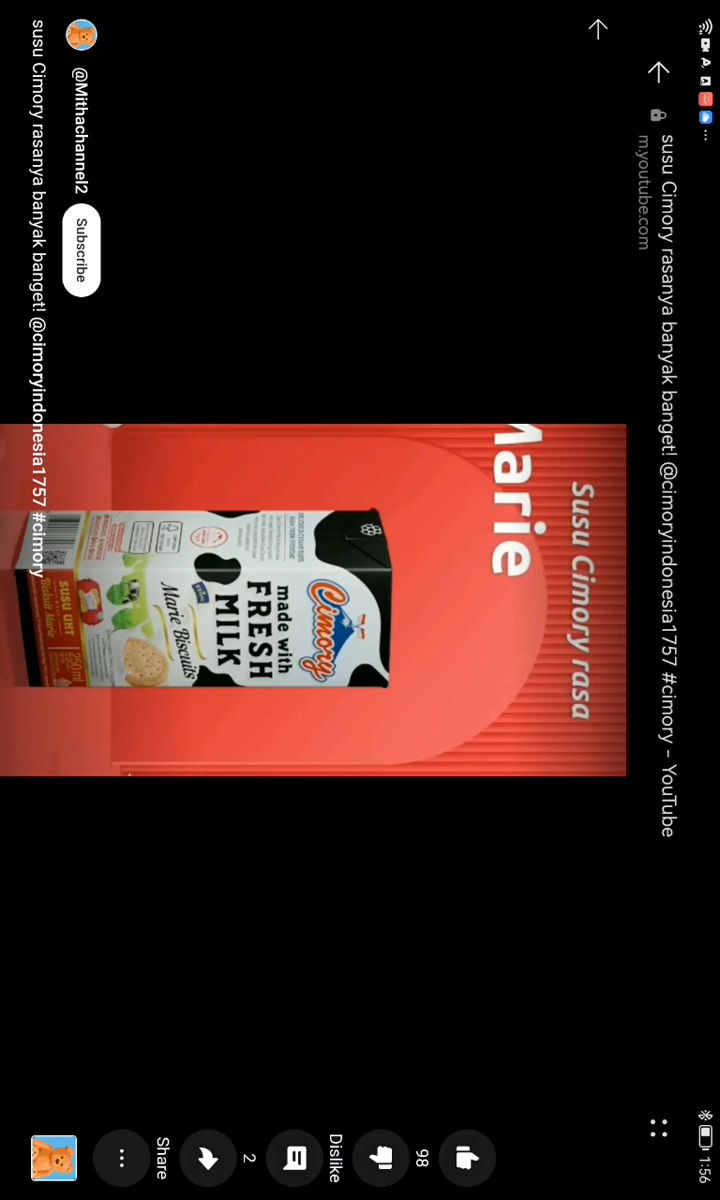 1:56
susu Cimory rasanya banyak banget! @cimoryindonesia1757 #cimory - YouTube
m.youtube.com
Susu Cimory rasa
Marie
Cimory
made with
FRESH
MILK
Marie Biscuits
SUSU UHT
Biskuit Marie
250ml
98
Dislike
2
Share
@Mithachannel2
Subscribe
susu Cimory rasanya banyak banget! @cimoryindonesia1757 #cimory